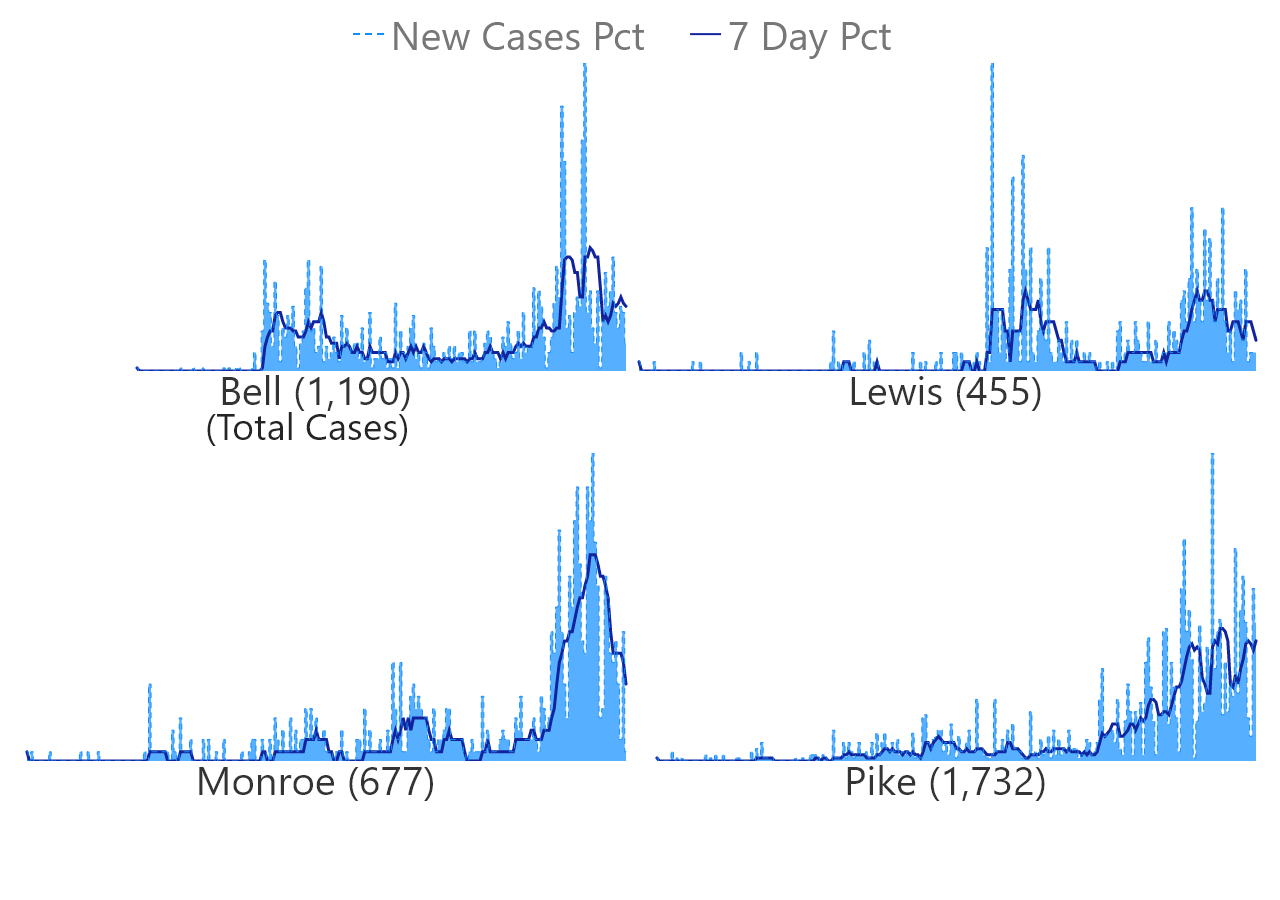 New Cases Pct 7 Day Pct
Bell (1,190)
(Total Cases)
Lewis (455)
Monroe (677)
Pike (1,732)